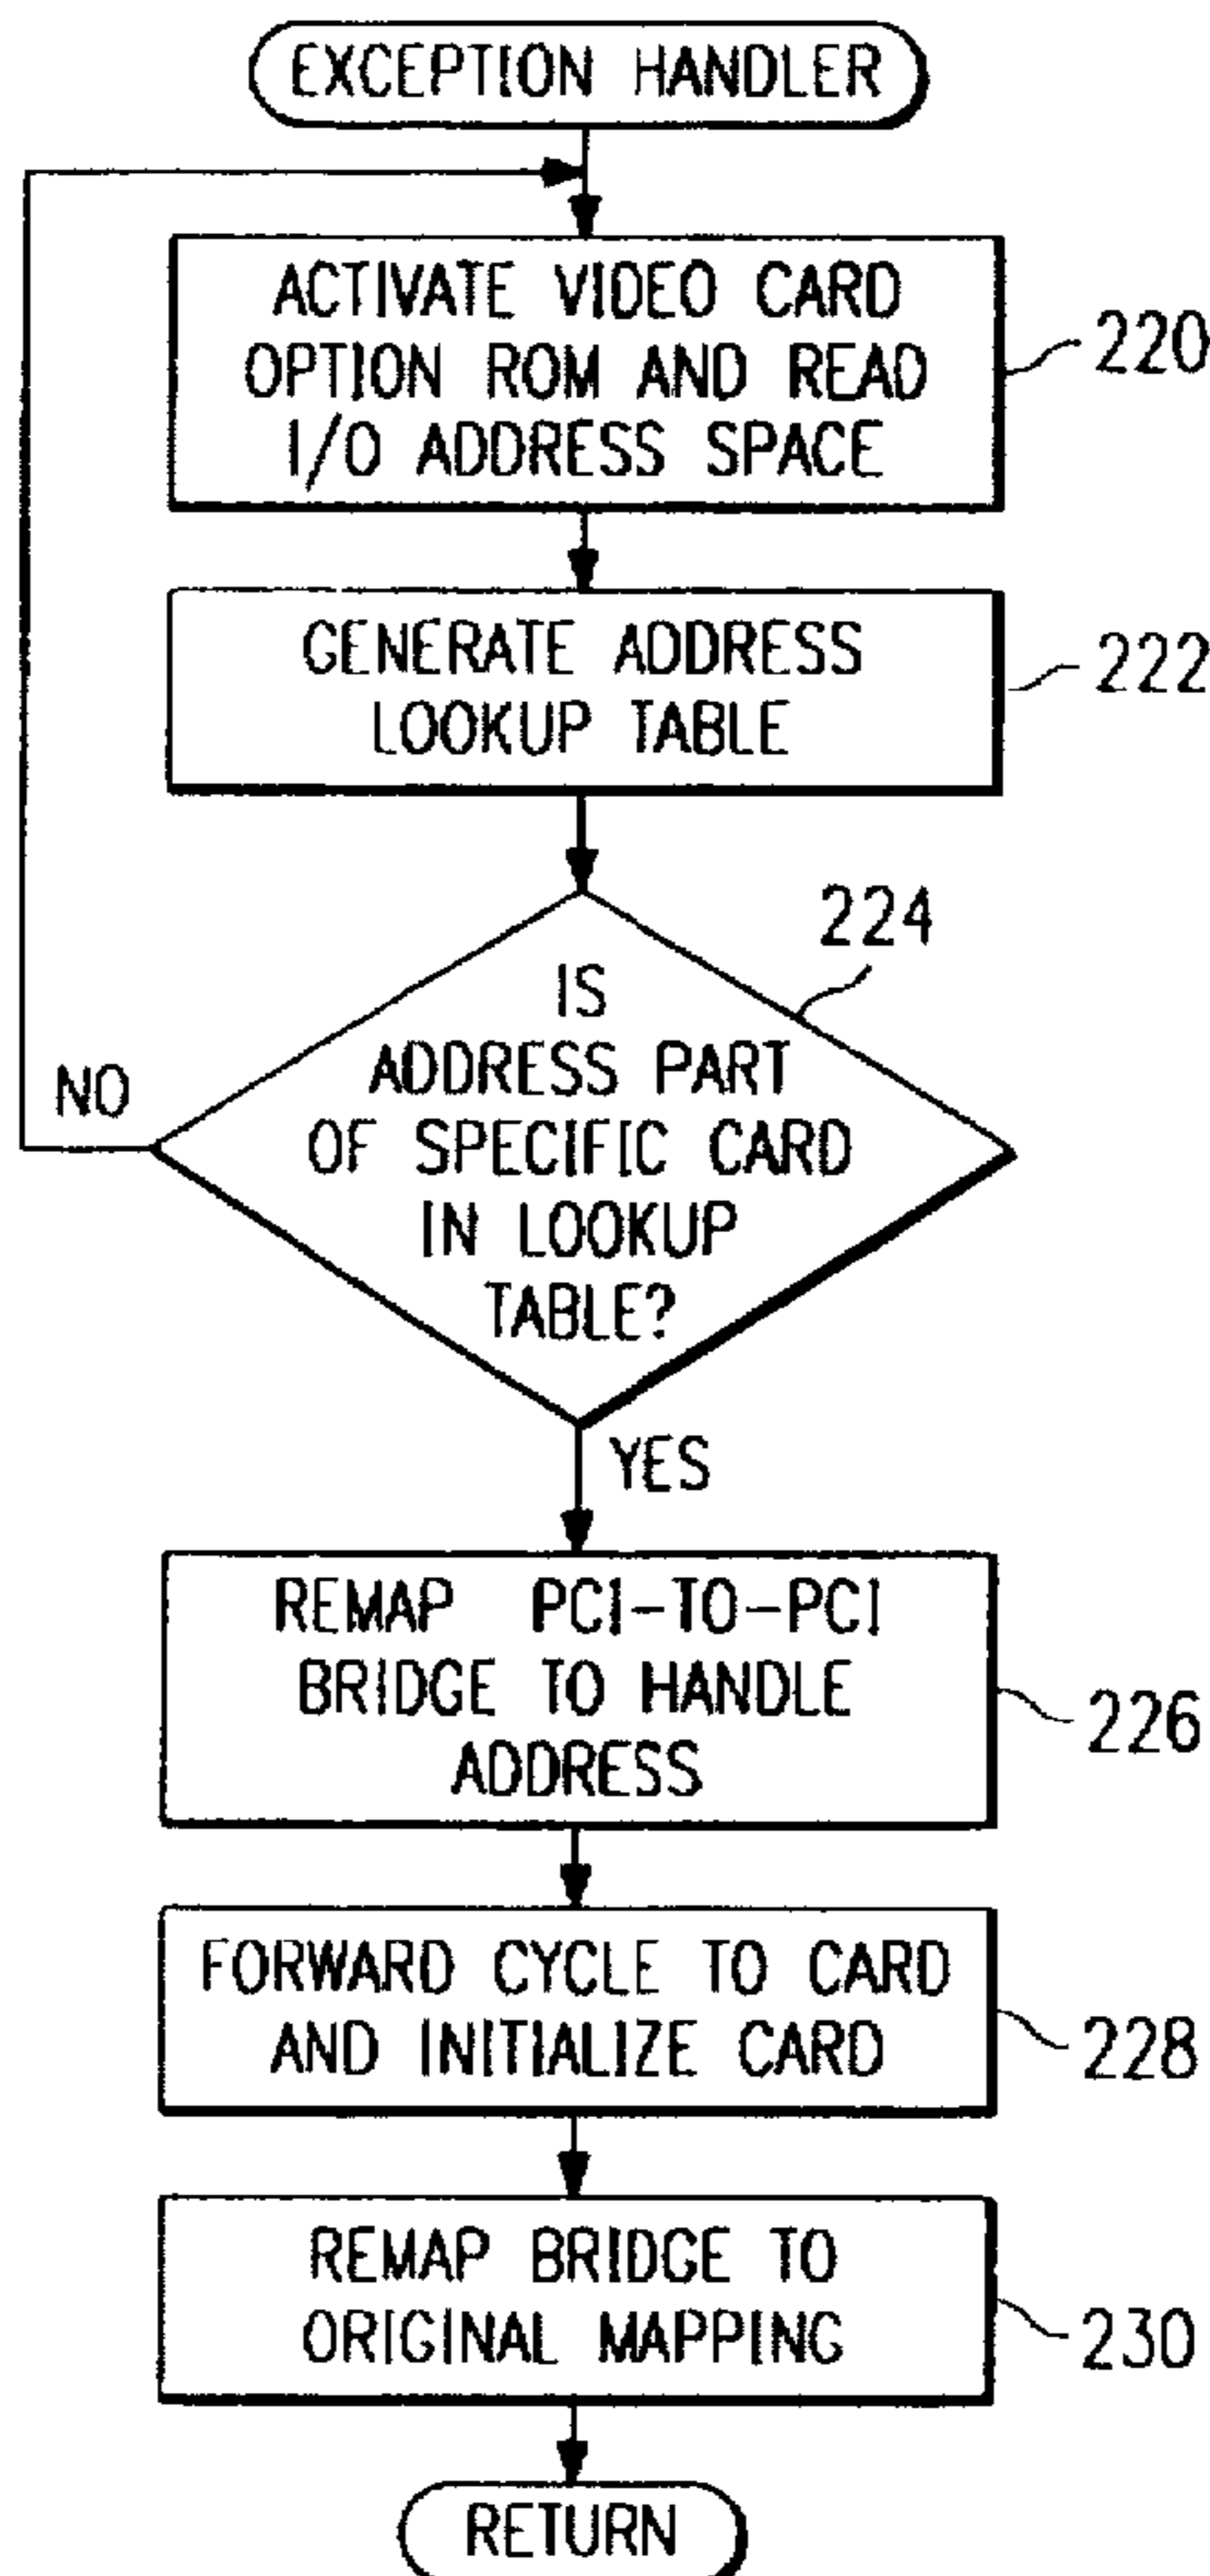 EXCEPTION HANDLER
ACTIVATE VIDEO CARD
OPTION ROM AND READ
I/O ADDRESS SPACE
220
GENERATE ADDRESS
LOOKUP TABLE
222
224
IS
ADDRESS PART
OF SPECIFIC CARD
IN LOOKUP
TABLE?
NO
YES
REMAP PCI-TO-PCI
BRIDGE TO HANDLE
ADDRESS
226
FORWARD CYCLE TO CARD
AND INITIALIZE CARD
228
REMAP BRIDGE TO
ORIGINAL MAPPING
230
RETURN